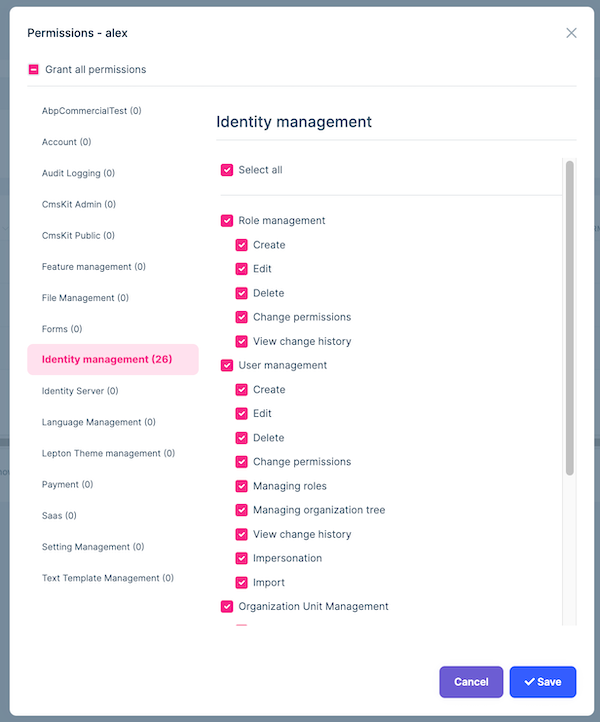 Permissions - alex
Grant all permissions
AbpCommercialTest (0)
Account (0)
Audit Logging (0)
CmsKit Admin (0)
CmsKit Public (0)
Feature management (0)
File Management (0)
Forms (0)
Identity management (26)
Identity Server (0)
Language Management (0)
Lepton Theme management (0)
Payment (0)
Saas (0)
Setting Management (0)
Text Template Management (0)
Identity management
Select all
Role management
Create
Edit
Delete
Change permissions
View change history
User management
Create
Edit
Delete
Change permissions
Managing roles
Managing organization tree
View change history
Impersonation
Import
Organization Unit Management
Cancel
Save